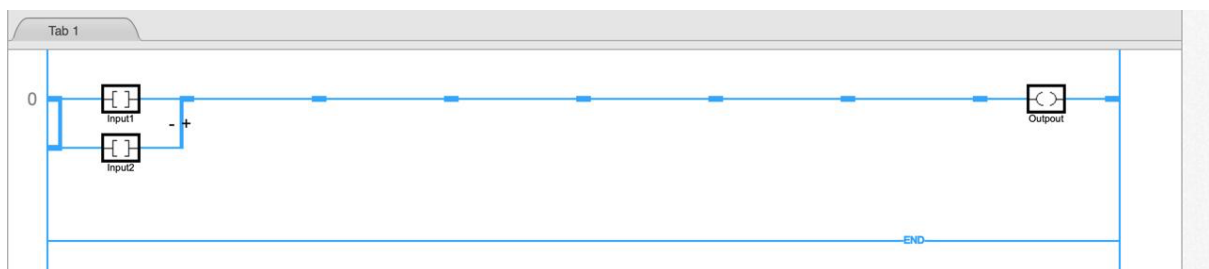 Tab 1
0
Input1
Outpout
- +
Input2
END